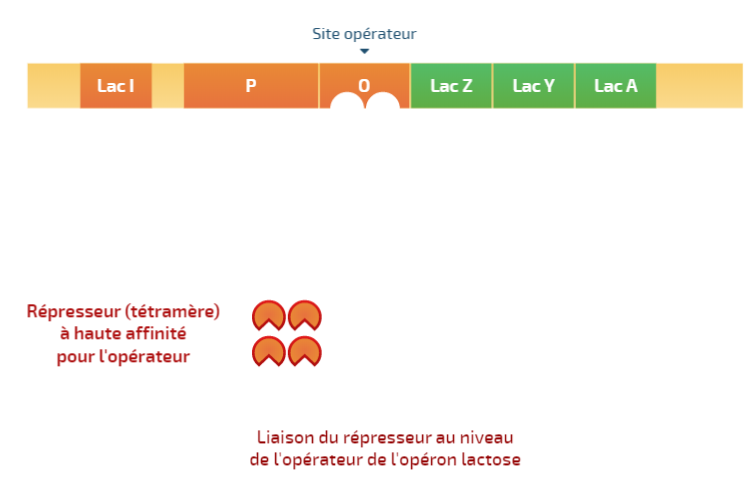 Site opérateur
Lac I P O Lac Z Lac Y Lac A
Répresseur (tétramère)
à haute affinité
pour l'opérateur
Liaison du répresseur au niveau
de l'opérateur de l'opéron lactose